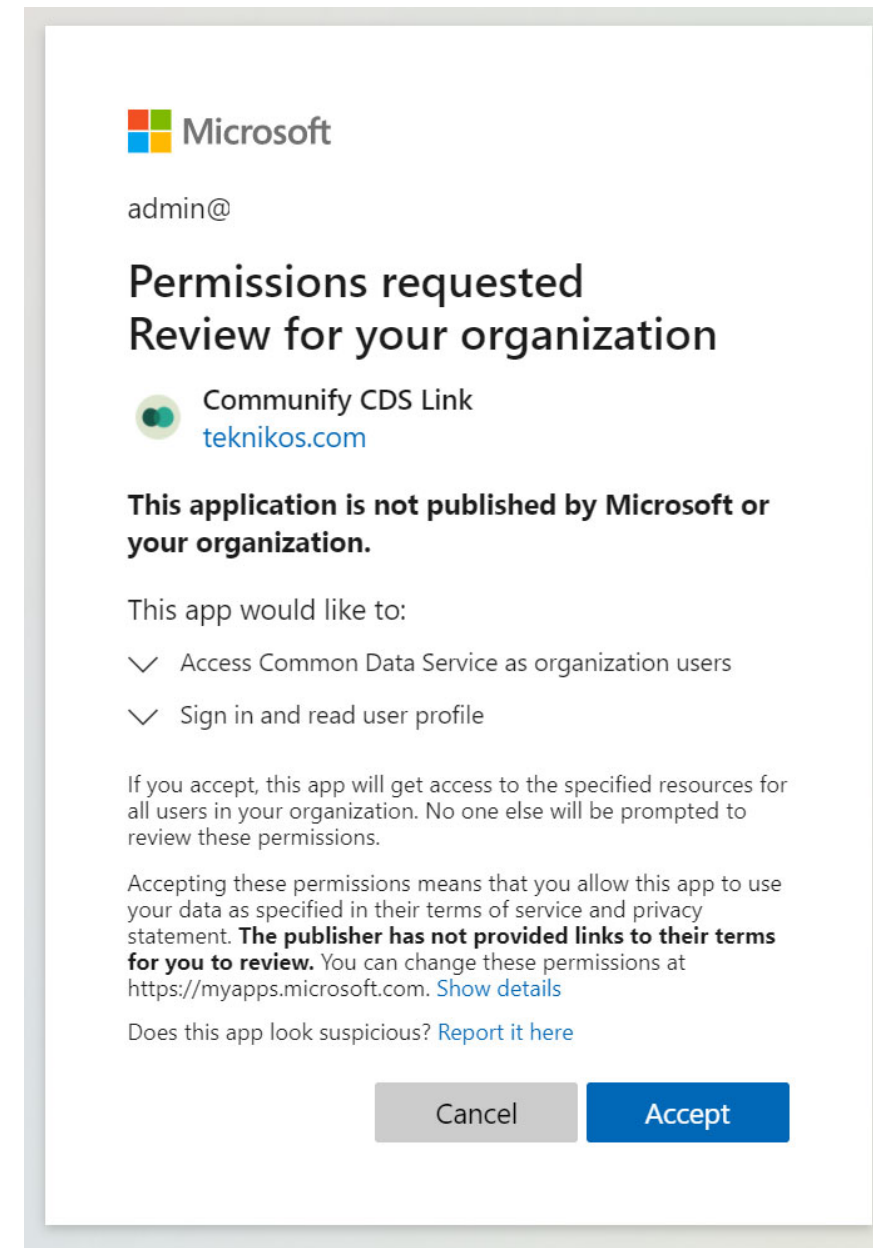 Microsoft
admin@
Permissions requested
Review for your organization
Communify CDS Link
teknikos.com
This application is not published by Microsoft or
your organization.
This app would like to:
Access Common Data Service as organization users
Sign in and read user profile
If you accept, this app will get access to the specified resources for
all users in your organization. No one else will be prompted to
review these permissions.
Accepting these permissions means that you allow this app to use
your data as specified in their terms of service and privacy
statement. The publisher has not provided links to their terms
for you to review. You can change these permissions at
https://myapps.microsoft.com. Show details
Does this app look suspicious? Report it here
Cancel
Accept